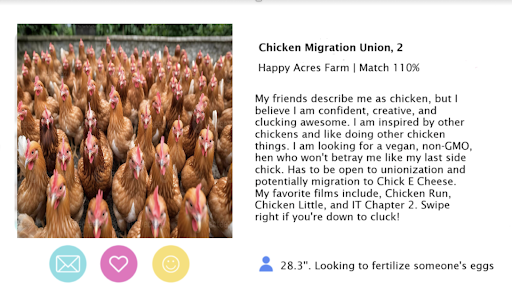 Chicken Migration Union, 2
Happy Acres Farm | Match 110%
My friends describe me as chicken, but I
believe I am confident, creative, and
clucking awesome. I am inspired by other
chickens and like doing other chicken
things. I am looking for a vegan, non-GMO,
hen who won't betray me like my last side
chick. Has to be open to unionization and
potentially migration to Chick E Cheese.
My favorite films include, Chicken Run,
Chicken Little, and IT Chapter 2. Swipe
right if you're down to cluck!
28.3". Looking to fertilize someone's eggs